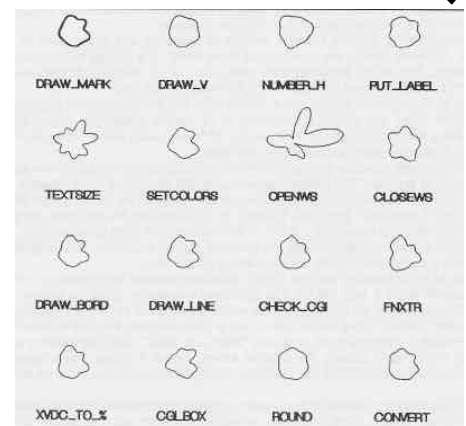 DRAW_MARK DRAW_V NUMBER_H PUT_LABEL
TEXTSIZE SETCOLORS OPENWS CLOSEWS
DRAW_BORD DRAW_LINE CHECK_CGI FNXTR
XVDC_TO_% CGI_BOX ROUND CONVERT